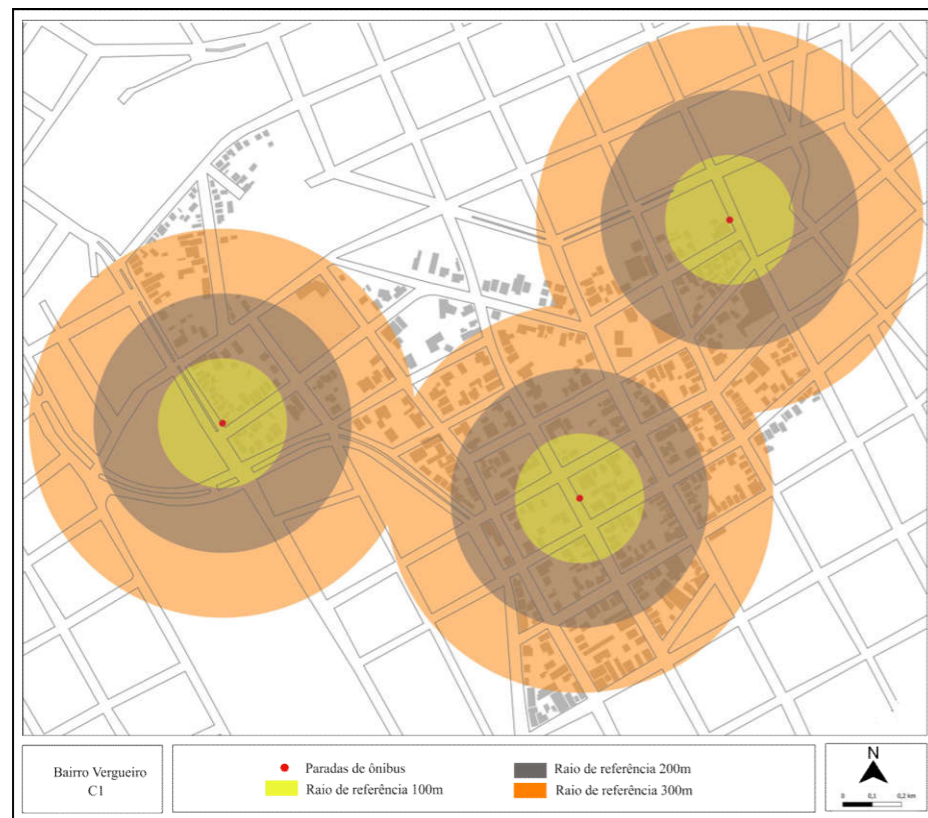 Bairro Vergueiro
C1
Paradas de ônibus
Raio de referência 100m
Raio de referência 200m
Raio de referência 300m
N
0 0,1 0,2 km